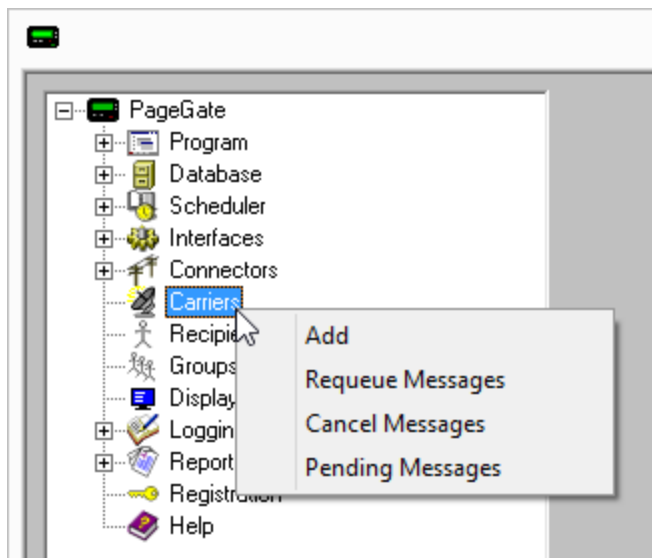 PageGate
Program
Database
Scheduler
Interfaces
Connectors
Carriers
Recipie
Groups
Display
Loggin
Report
Registration
Help
Add
Requeue Messages
Cancel Messages
Pending Messages